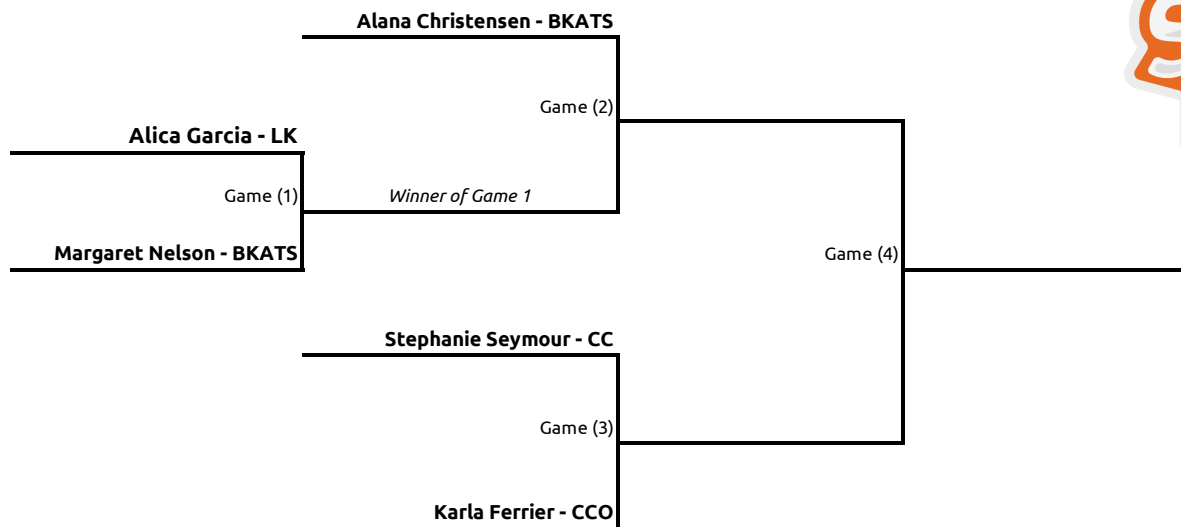 Alana Christensen - BKATS
Game (2)
Alica Garcia - LK
Game (1)
Winner of Game 1
Margaret Nelson - BKATS
Game (4)
Stephanie Seymour - CC
Game (3)
Karla Ferrier - CCO